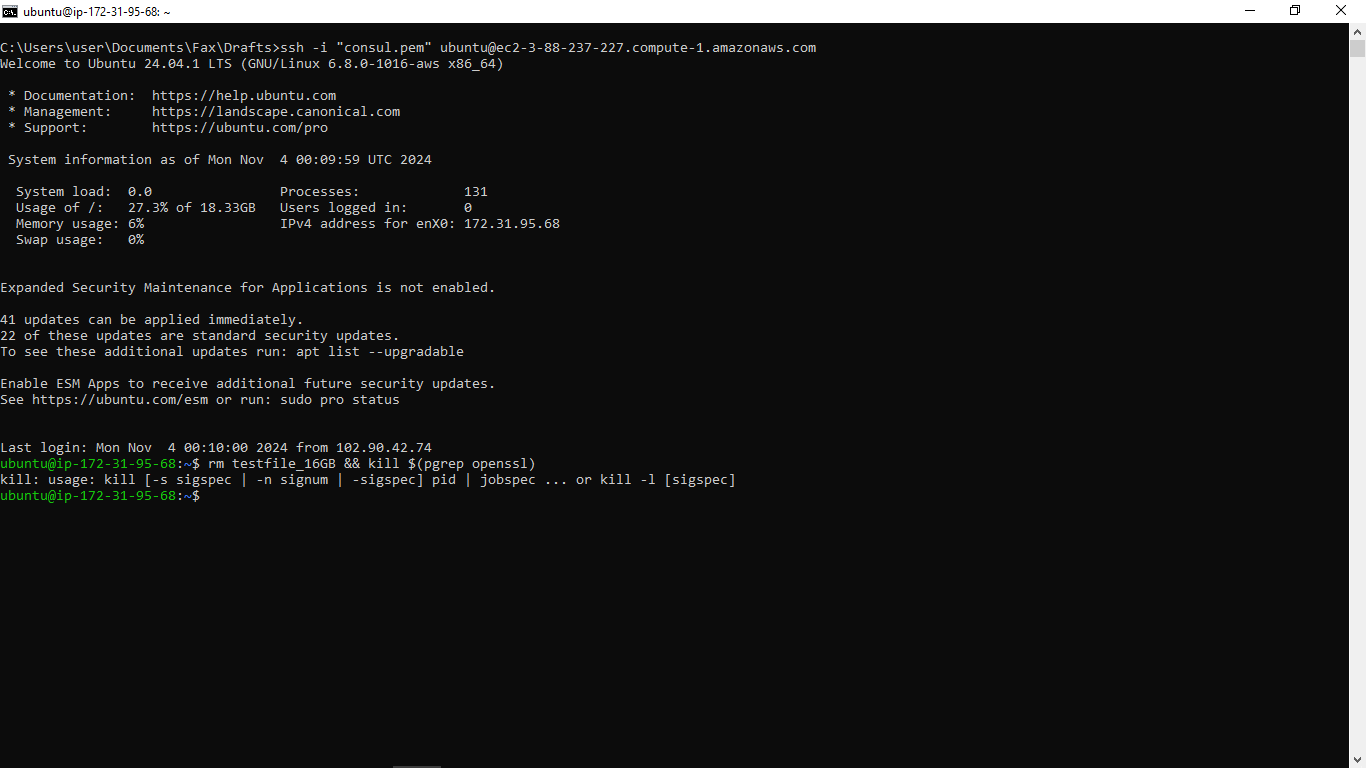 ubuntu@ip-172-31-95-68: ~
C:\Users\user\Documents\Fax\Drafts>ssh -i "consul.pem" ubuntu@ec2-3-88-237-227.compute-1.amazonaws.com
Welcome to Ubuntu 24.04.1 LTS (GNU/Linux 6.8.0-1016-aws x86_64)
* Documentation:  https://help.ubuntu.com
* Management:     https://landscape.canonical.com
* Support:        https://ubuntu.com/pro
System information as of Mon Nov  4 00:09:59 UTC 2024
System load:  0.0                Processes:             131
Usage of /:   27.3% of 18.33GB   Users logged in:       0
Memory usage: 6%                 IPv4 address for enX0: 172.31.95.68
Swap usage:   0%
Expanded Security Maintenance for Applications is not enabled.
41 updates can be applied immediately.
22 of these updates are standard security updates.
To see these additional updates run: apt list --upgradable
Enable ESM Apps to receive additional future security updates.
See https://ubuntu.com/esm or run: sudo pro status
Last login: Mon Nov  4 00:10:00 2024 from 102.90.42.74
ubuntu@ip-172-31-95-68:~$ rm testfile_16GB && kill $(pgrep openssl)
kill: usage: kill [-s sigspec | -n signum | -sigspec] pid | jobspec ... or kill -l [sigspec]
ubuntu@ip-172-31-95-68:~$